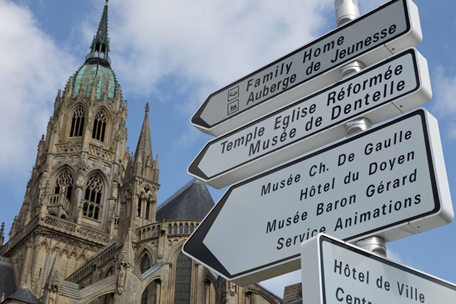 Family Home
Auberge de Jeunesse
Temple Eglise Réformée
Musée de Dentelle
Musée Ch. De Gaulle
Hôtel du Doyen
Musée Baron Gérard
Service Animations
Hôtel de Ville